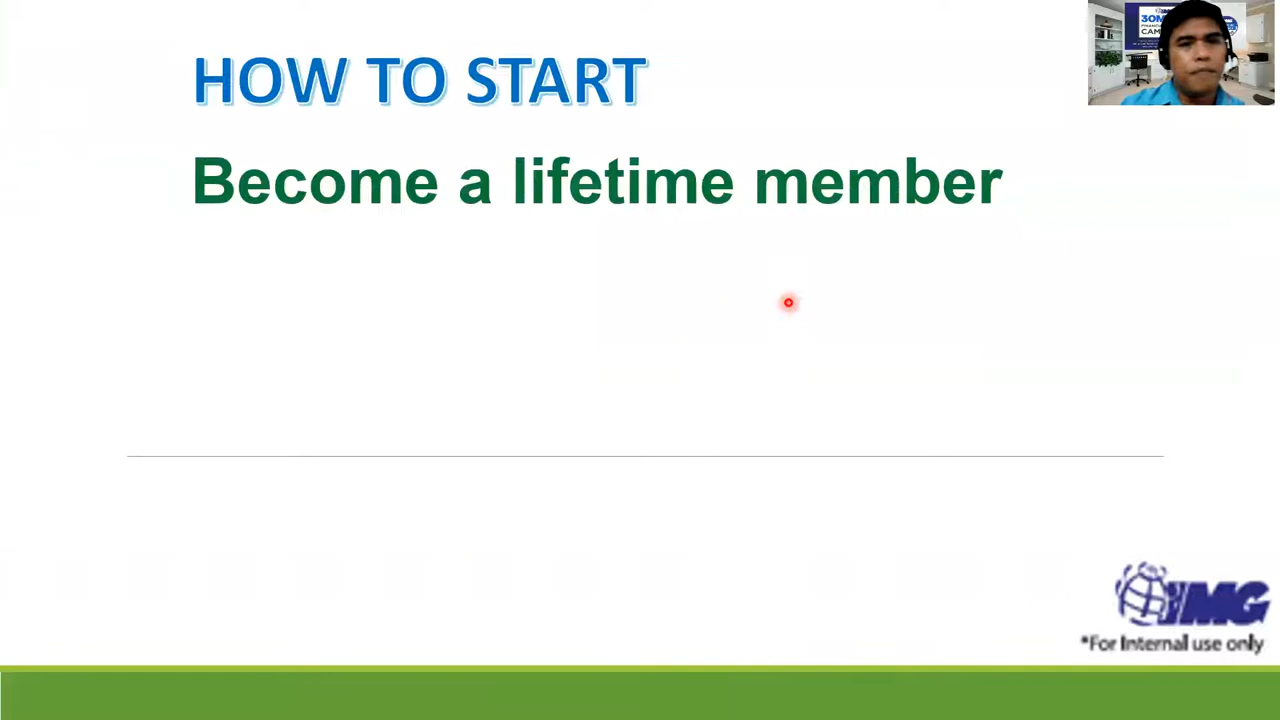 HOW TO START
Become a lifetime member
IMG
*For Internal use only